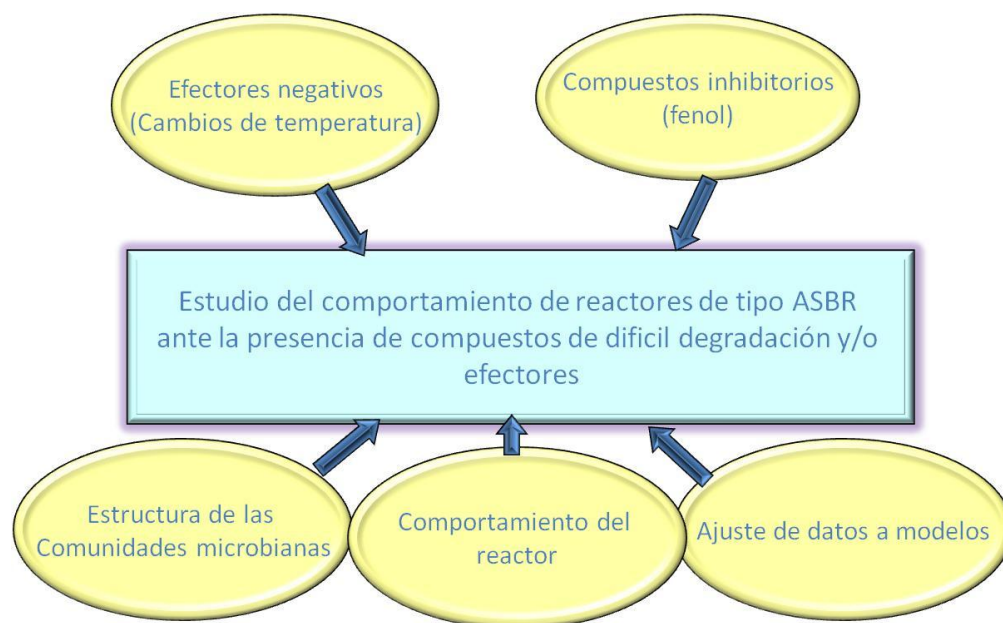 Efectores negativos
(Cambios de temperatura)
Compuestos inhibitorios
(fenol)
Estudio del comportamiento de reactores de tipo ASBR
ante la presencia de compuestos de dificil degradación y/o
efectores
Estructura de las
Comunidades microbianas
Comportamiento del
reactor
Ajuste de datos a modelos